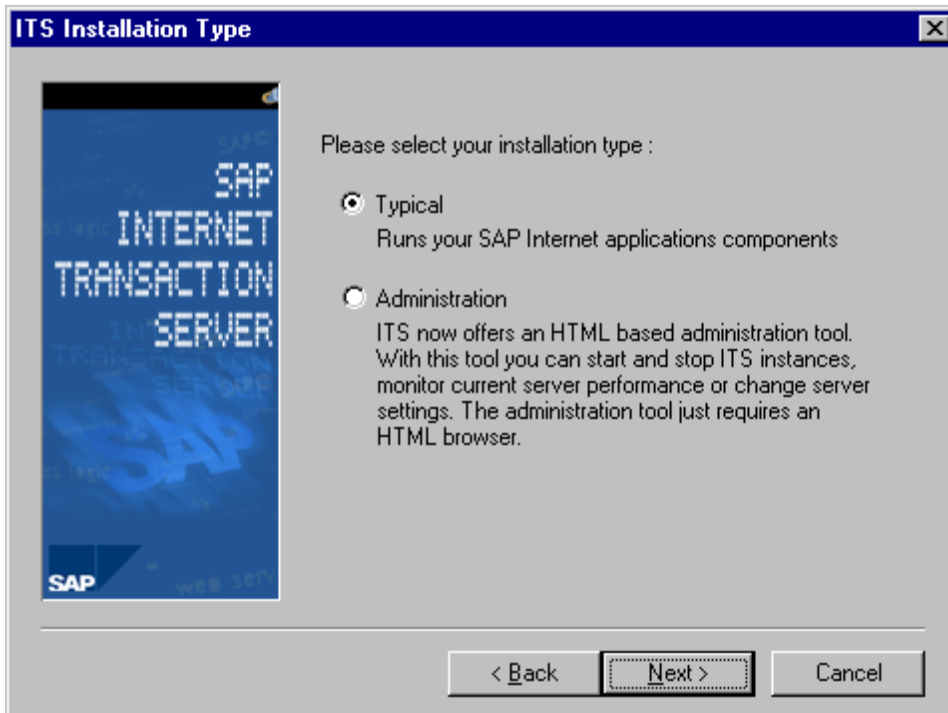 ITS Installation Type
SAP
INTERNET
TRANSACTION
SERVER
SAP
Please select your installation type :
Typical
Runs your SAP Internet applications components
Administration
ITS now offers an HTML based administration tool.
With this tool you can start and stop ITS instances,
monitor current server performance or change server
settings. The administration tool just requires an
HTML browser.
< Back
Next >
Cancel